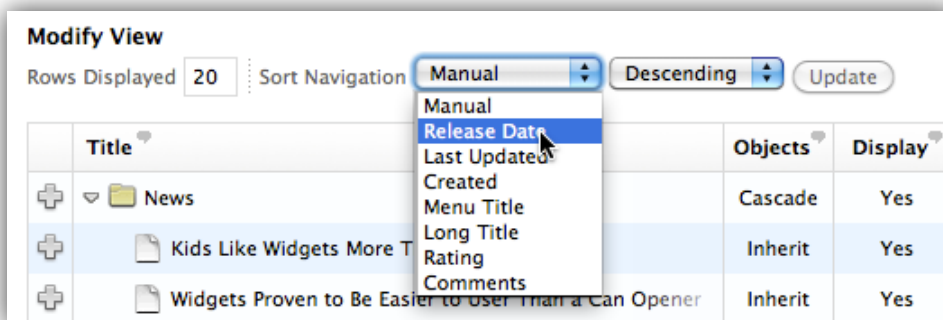 Modify View
Rows Displayed 20 Sort Navigation Manual Descending Update
Manual
Release Date
Last Updated
Created
Menu Title
Long Title
Rating
Comments
Title Objects Display
News Cascade Yes
Kids Like Widgets More Inherit Yes
Widgets Proven to Be Easier to User Than a Can Opener Inherit Yes